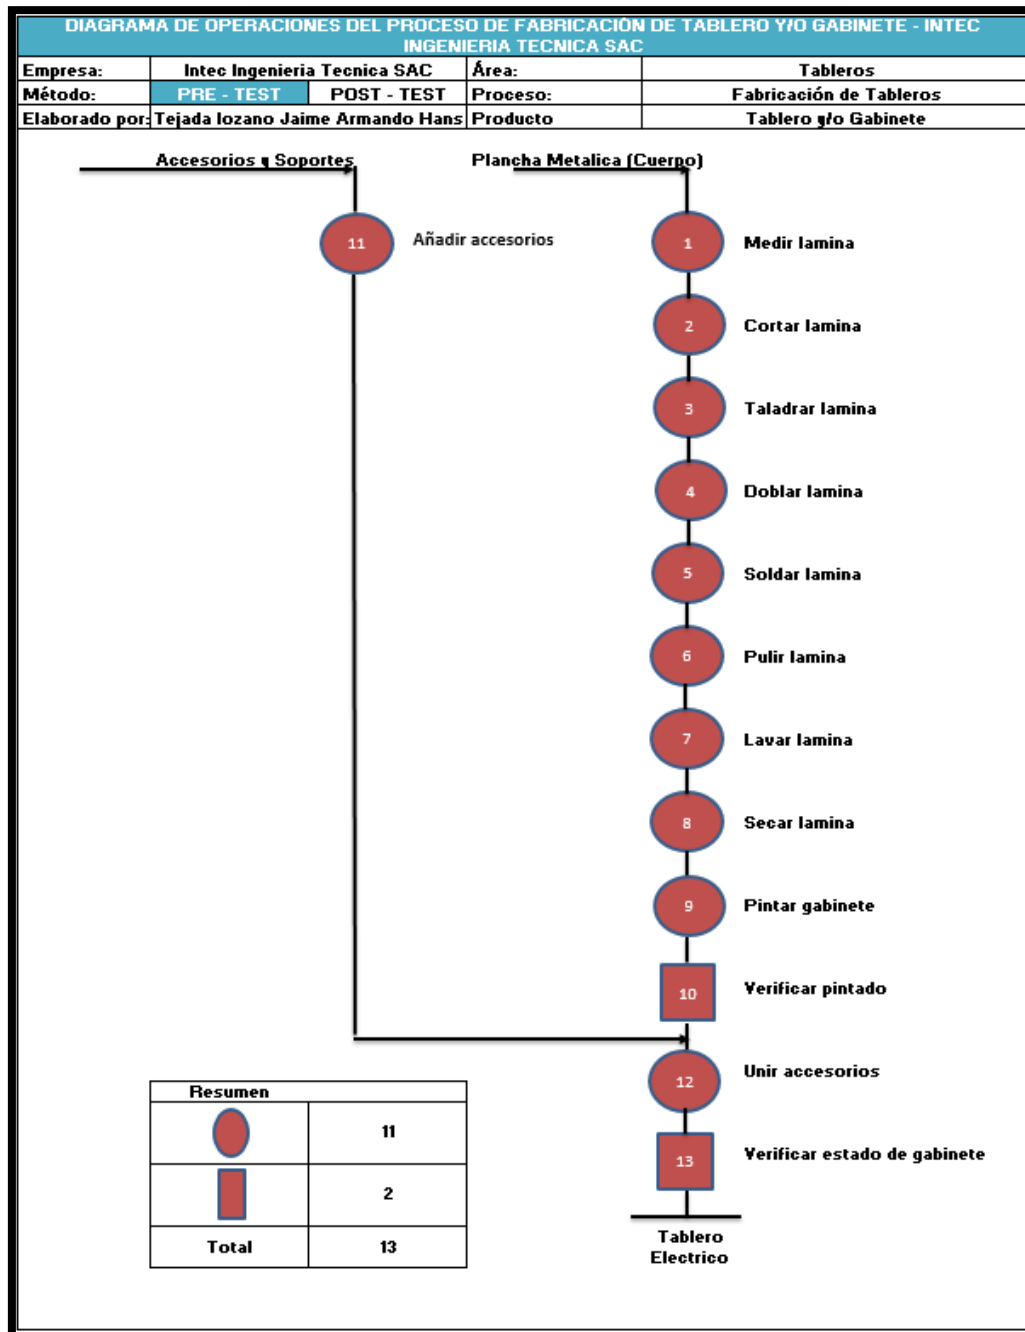 DIAGRAMA DE OPERACIONES DEL PROCESO DE FABRICACIÓN DE TABLERO Y/O GABINETE - INTEC
INGENIERIA TECNICA SAC
Empresa: Intec Ingenieria Tecnica SAC Área: Tableros
Método: PRE - TEST POST - TEST Proceso: Fabricación de Tableros
Elaborado por: Tejada lozano Jaime Armando Hans Producto Tablero y/o Gabinete
Accesorios y Soportes Plancha Metalica (Cuerpo)
11 Añadir accesorios 1 Medir lamina
2 Cortar lamina
3 Taladrar lamina
4 Doblar lamina
5 Soldar lamina
6 Pulir lamina
7 Lavar lamina
8 Secar lamina
9 Pintar gabinete
10 Verificar pintado
12 Unir accesorios
13 Verificar estado de gabinete
Tablero
Electrico
Resumen
11
2
Total 13